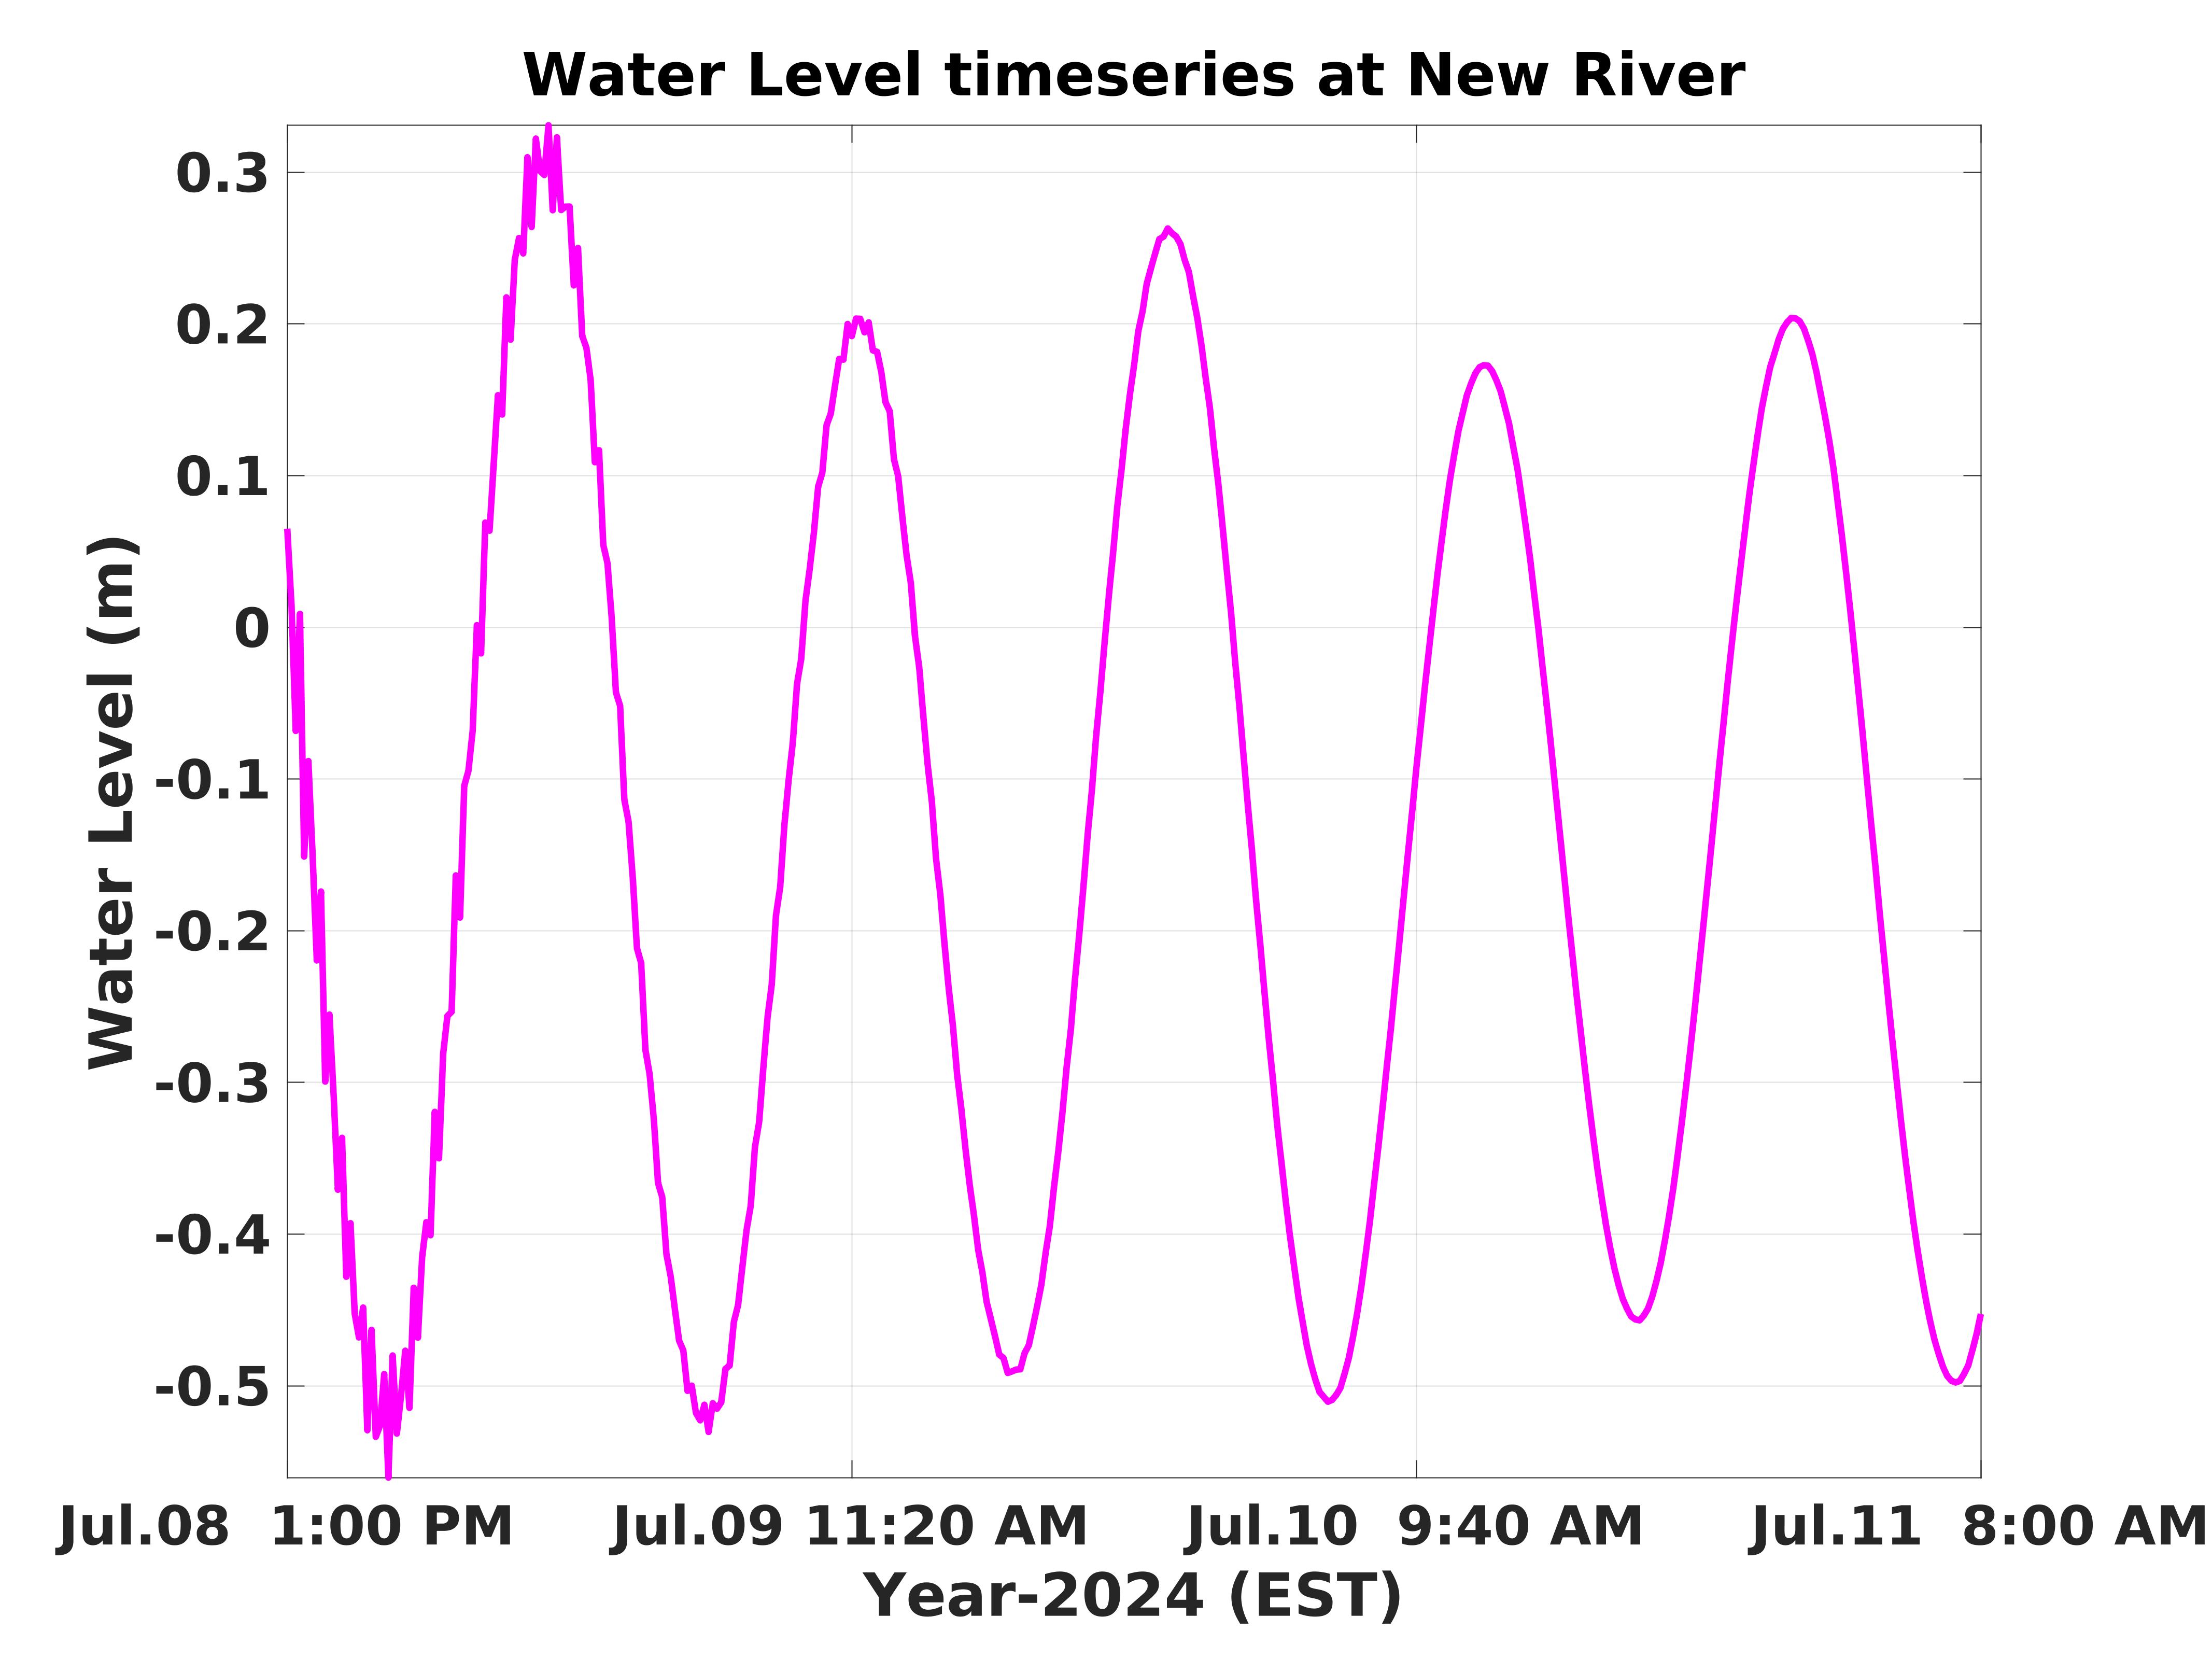 Water Level timeseries at New River
Water Level (m)
0.3
0.2
0.1
0
-0.1
-0.2
-0.3
-0.4
-0.5
Jul.08 1:00 PM Jul.09 11:20 AM Jul.10 9:40 AM Jul.11 8:00 AM
Year-2024 (EST)